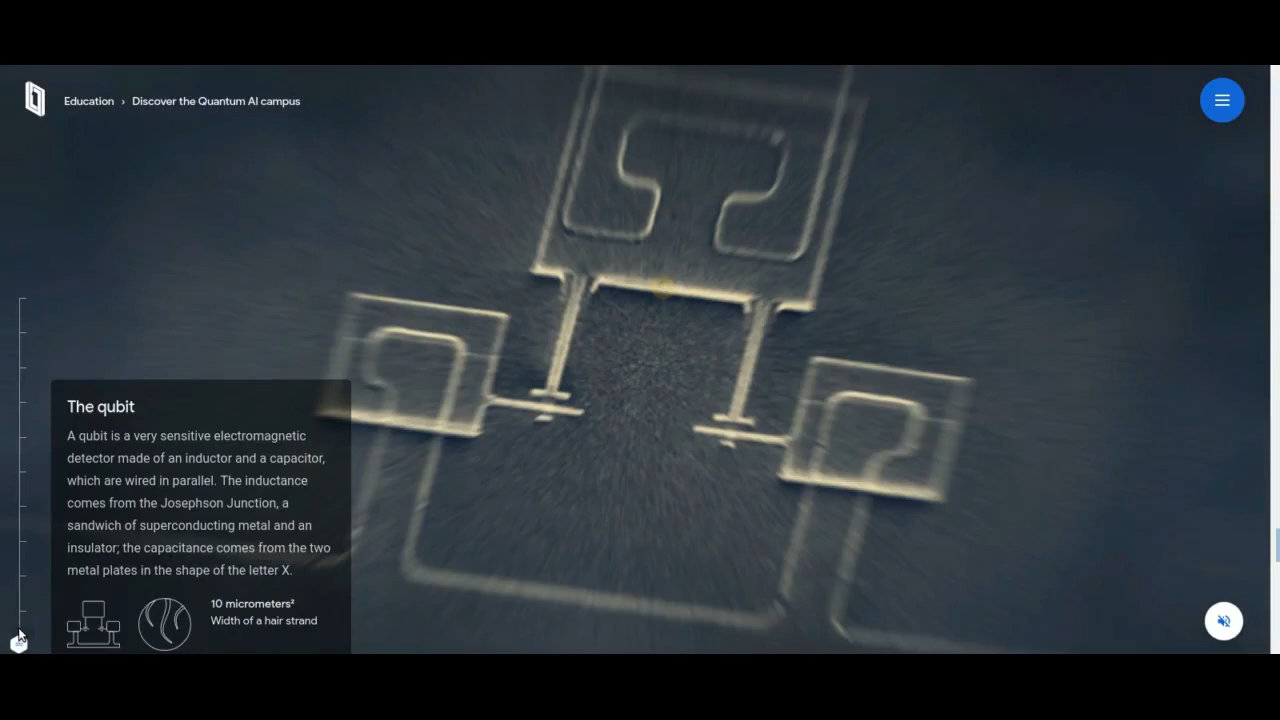 Education › Discover the Quantum AI campus
The qubit
A qubit is a very sensitive electromagnetic
detector made of an inductor and a capacitor,
which are wired in parallel. The inductance
comes from the Josephson Junction, a
sandwich of superconducting metal and an
insulator; the capacitance comes from the two
metal plates in the shape of the letter X.
10 micrometers²
Width of a hair strand